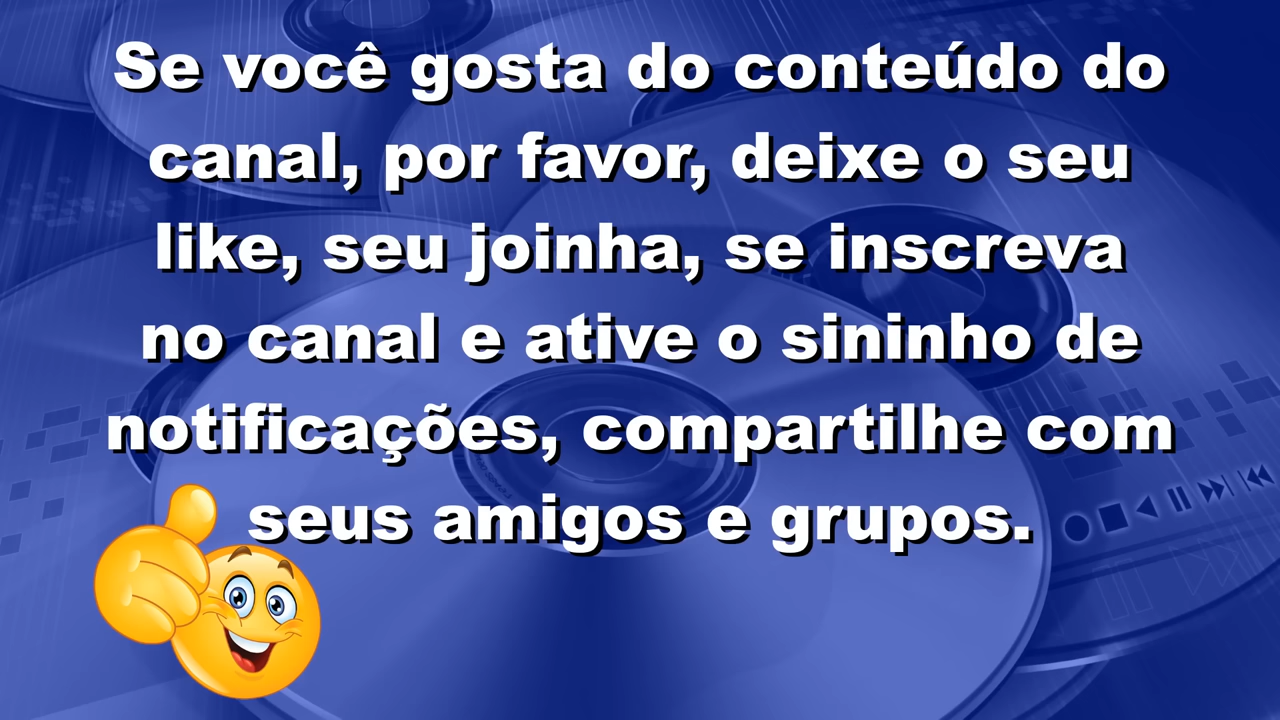 Se você gosta do conteúdo do
canal, por favor, deixe o seu
like, seu joinha, se inscreva
no canal e ative o sininho de
notificações, compartilhe com
seus amigos e grupos.